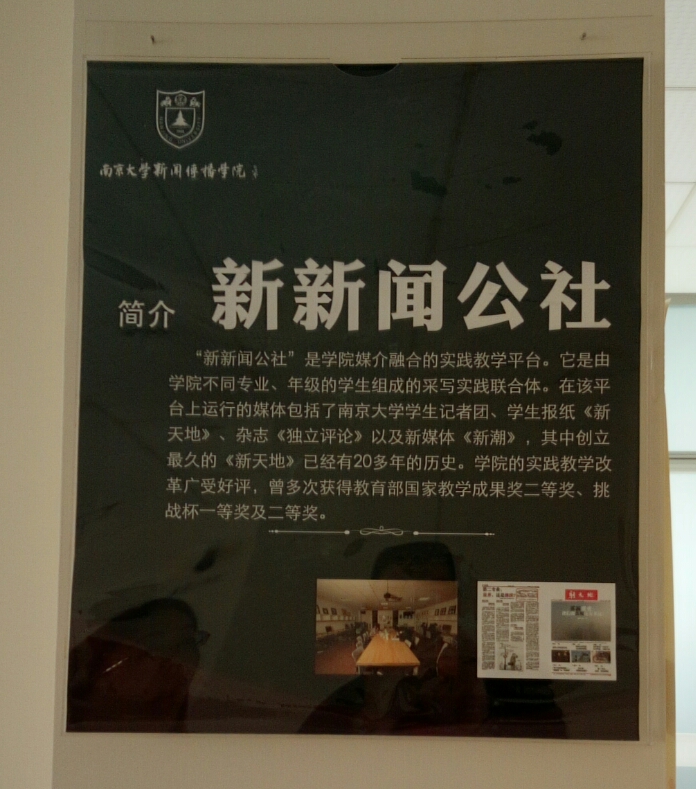 南京大学新闻传播学院
简介
新新闻公社
“新新闻公社”是学院媒介融合的实践教学平台。它是由
学院不同专业、年级的学生组成的采写实践联合体。在该平
台上运行的媒体包括了南京大学学生记者团、学生报纸《新
天地》、杂志《独立评论》以及新媒体《新潮》，其中创立
最久的《新天地》已经有20多年的历史。学院的实践教学改
革广受好评，曾多次获得教育部国家教学成果奖二等奖、挑
战杯一等奖及二等奖。